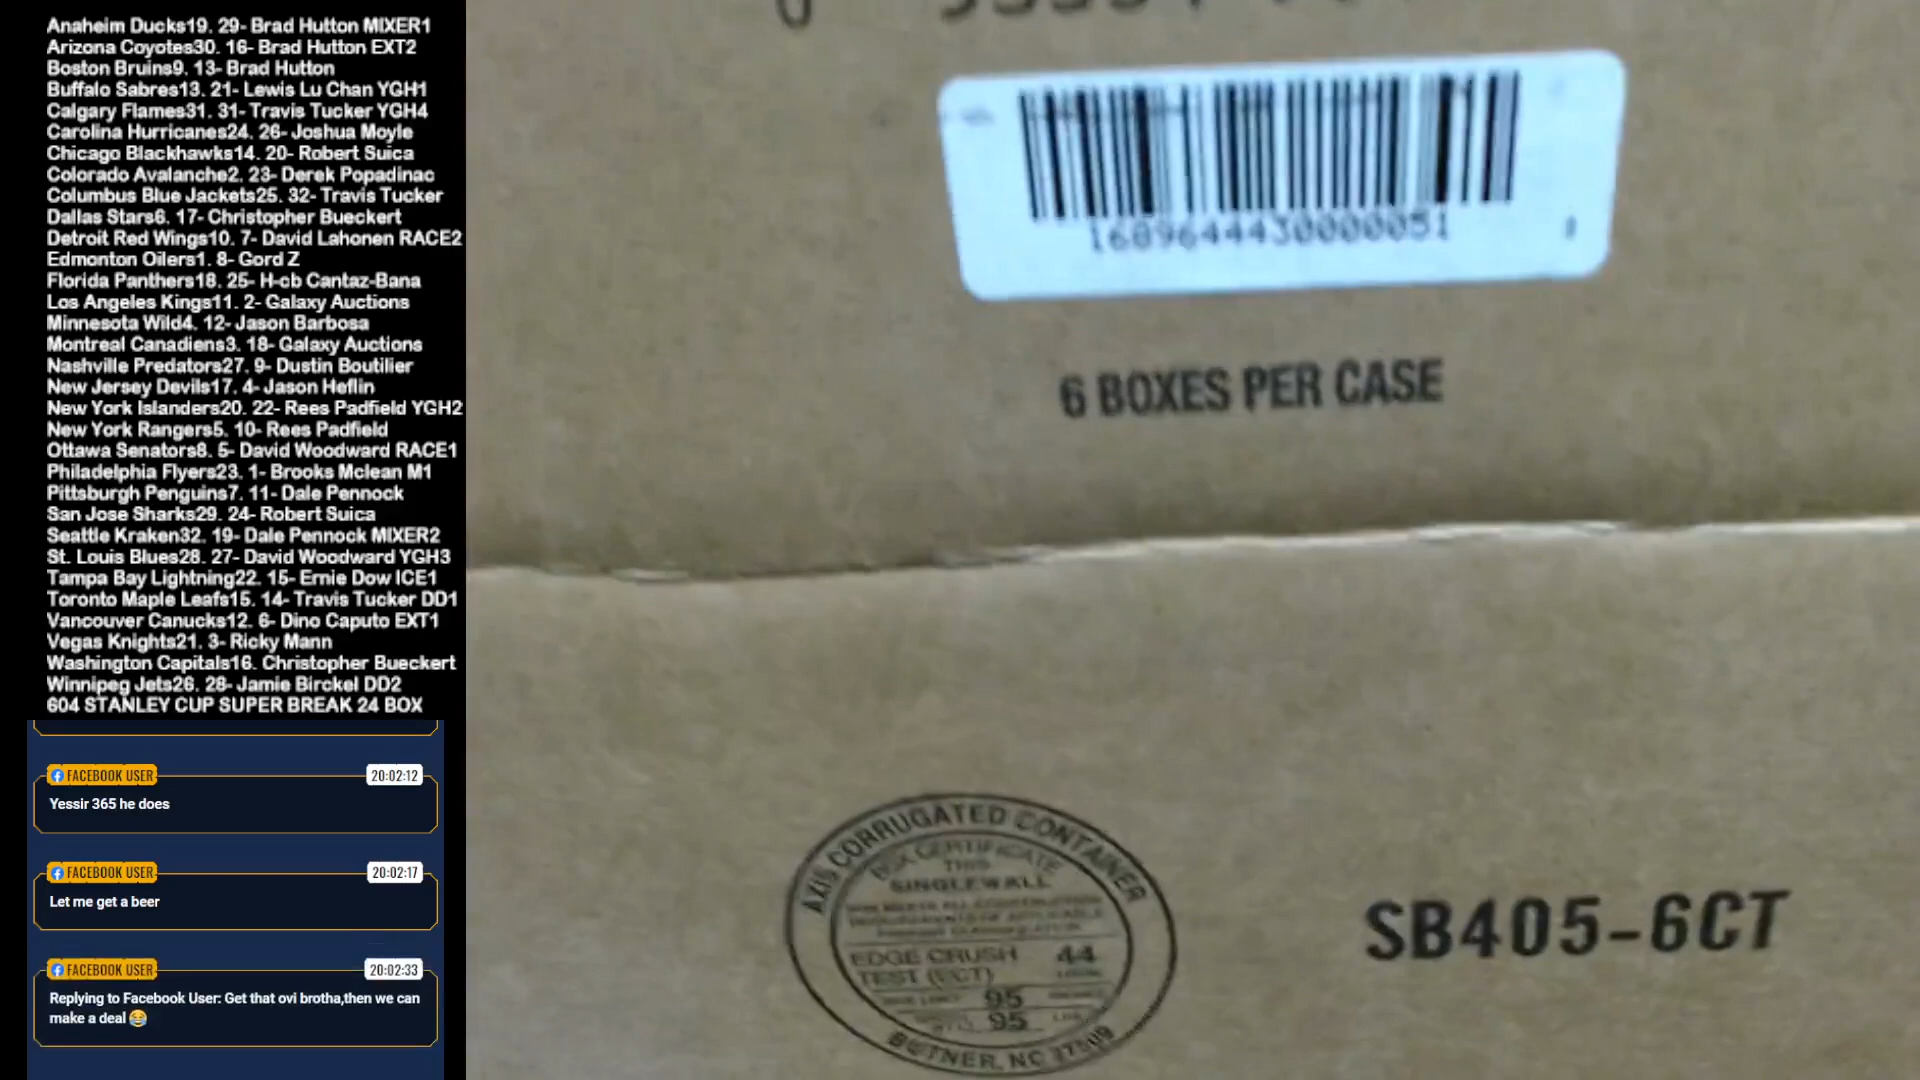 Anaheim Ducks19. 29- Brad Hutton MIXER1
Arizona Coyotes30. 16- Brad Hutton EXT2
Boston Bruins9. 13- Brad Hutton
Buffalo Sabres13. 21- Lewis Lu Chan YGH1
Calgary Flames31. 31- Travis Tucker YGH4
Carolina Hurricanes24. 26- Joshua Moyle
Chicago Blackhawks14. 20- Robert Suica
Colorado Avalanche2. 23- Derek Popadinac
Columbus Blue Jackets25. 32- Travis Tucker
Dallas Stars6. 17- Christopher Bueckert
Detroit Red Wings10. 7- David Lahonen RACE2
Edmonton Oilers1. 8- Gord Z
Florida Panthers18. 25- H-cb Cantaz-Bana
Los Angeles Kings11. 2- Galaxy Auctions
Minnesota Wild4. 12- Jason Barbosa
Montreal Canadiens3. 18- Galaxy Auctions
Nashville Predators27. 9- Dustin Boutilier
New Jersey Devils17. 4- Jason Heflin
New York Islanders20. 22- Rees Padfield YGH2
New York Rangers5. 10- Rees Padfield
Ottawa Senators8. 5- David Woodward RACE1
Philadelphia Flyers23. 1- Brooks Mclean M1
Pittsburgh Penguins7. 11- Dale Pennock
San Jose Sharks29. 24- Robert Suica
Seattle Kraken32. 19- Dale Pennock MIXER2
St. Louis Blues28. 27- David Woodward YGH3
Tampa Bay Lightning22. 15- Ernie Dow ICE1
Toronto Maple Leafs15. 14- Travis Tucker DD1
Vancouver Canucks12. 6- Dino Caputo EXT1
Vegas Knights21. 3- Ricky Mann
Washington Capitals16. Christopher Bueckert
Winnipeg Jets26. 28- Jamie Birckel DD2
604 STANLEY CUP SUPER BREAK 24 BOX
FACEBOOK USER 20:02:12
Yessir 365 he does
FACEBOOK USER 20:02:17
Let me get a beer
FACEBOOK USER 20:02:33
Replying to Facebook User: Get that ovi brotha,then we can
make a deal 😂
1689644430000051
6 BOXES PER CASE
AXIS CORRUGATED CONTAINER
BOX CERTIFICATE
THIS
SINGLEWALL
EDGE CRUSH 44
TEST (ECT)
95
95
BUTNER, NC 27509
SB405-6CT